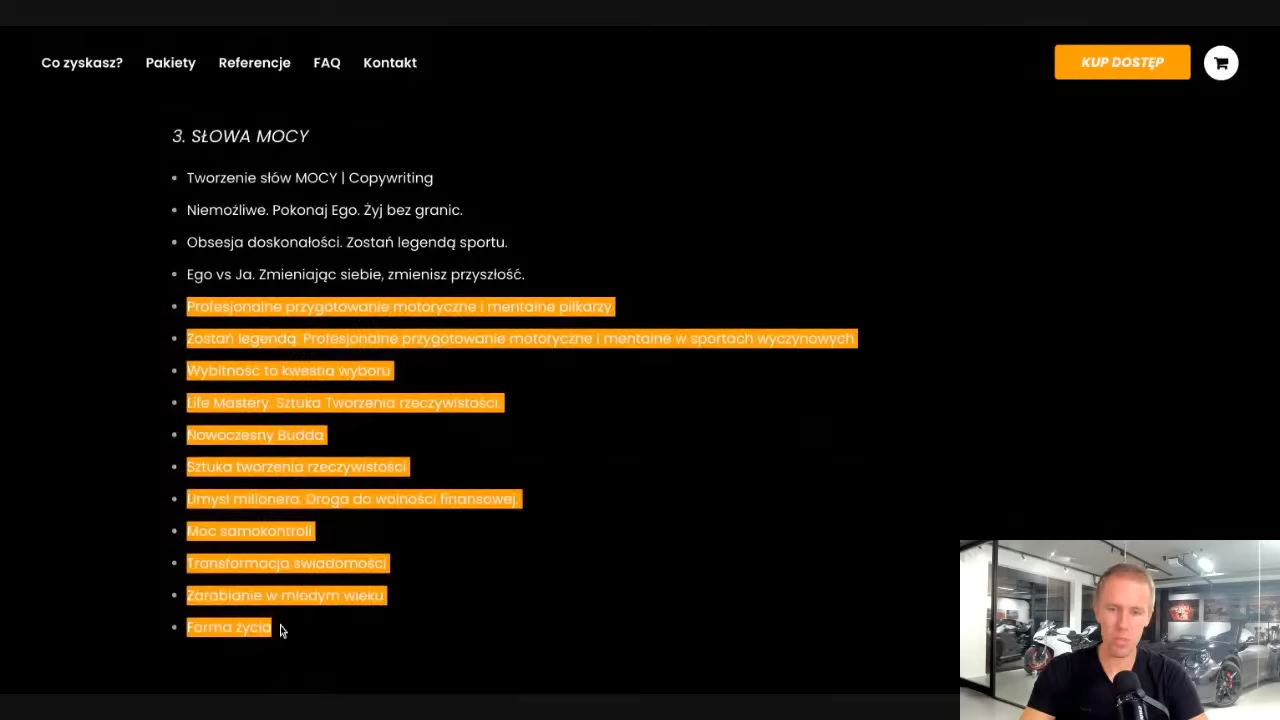 Co zyskasz? Pakiety Referencje FAQ Kontakt KUP DOSTĘP
3. SŁOWA MOCY
Tworzenie słów MOCY | Copywriting
Niemożliwe. Pokonaj Ego. Żyj bez granic.
Obsesja doskonałości. Zostań legendą sportu.
Ego vs Ja. Zmieniając siebie, zmienisz przyszłość.
Profesjonalne przygotowanie motoryczne i mentalne piłkarzy
Zostań legendą. Profesjonalne przygotowanie motoryczne i mentalne w sportach wyczynowych.
Wybitność to kwestia wyboru
Life Mastery. Sztuka Tworzenia rzeczywistości.
Nowoczesny Budda
Sztuka tworzenia rzeczywistości
Umysł milionera. Droga do wolności finansowej.
Moc samokontroli
Transformacja świadomości
Zarabianie w młodym wieku
Forma życia